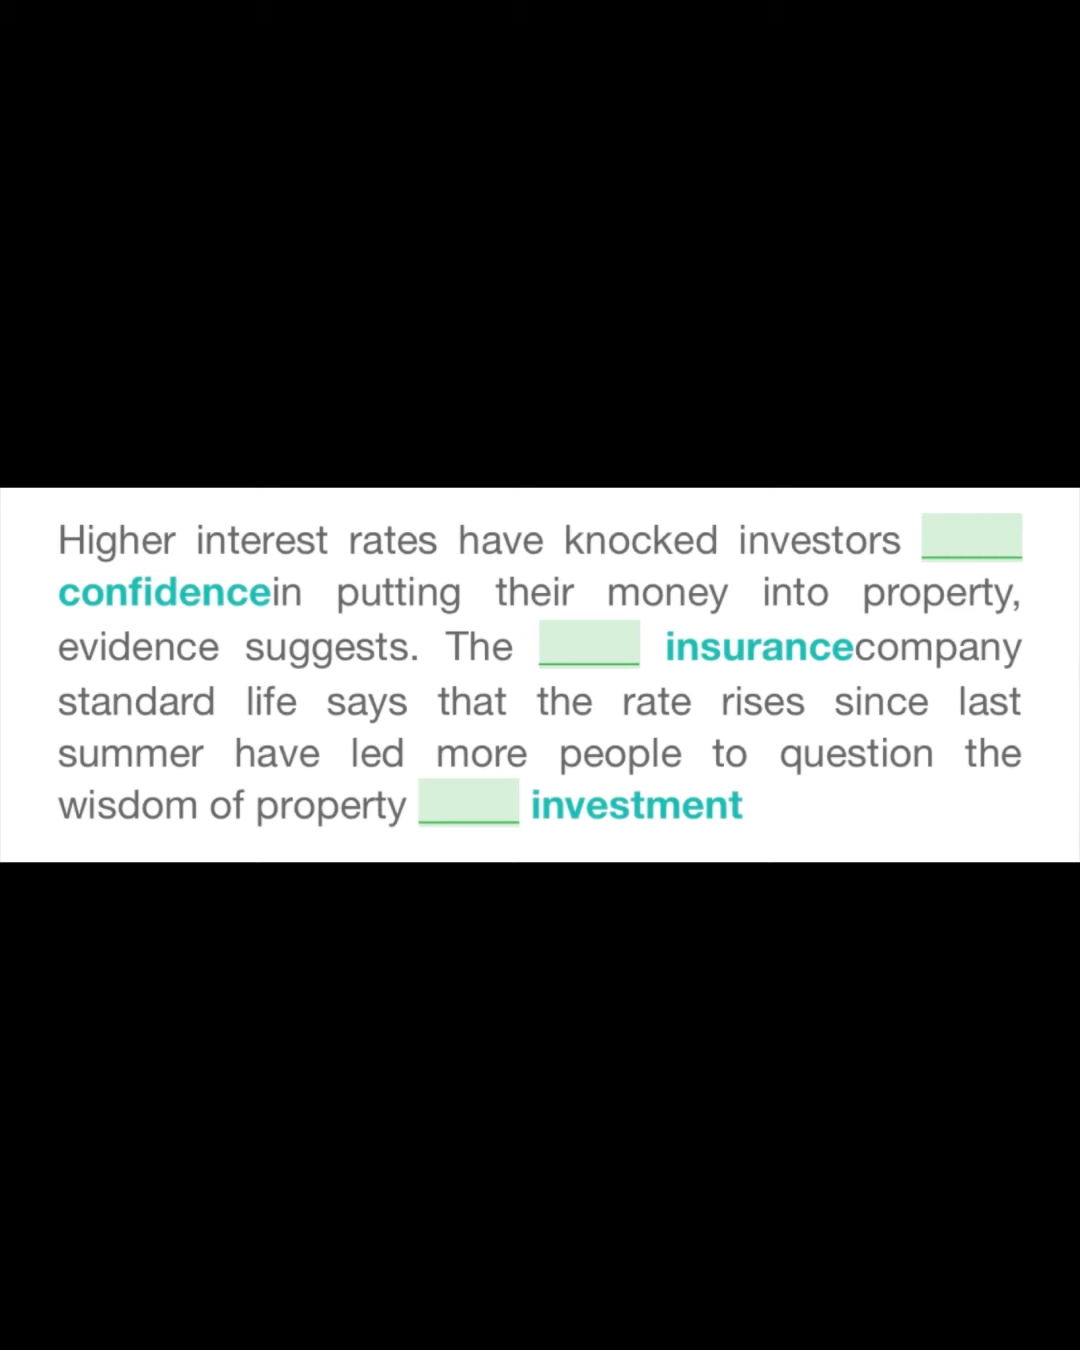 Higher interest rates have knocked investors
confidencein putting their money into property,
evidence suggests. The insurancecompany
standard life says that the rate rises since last
summer have led more people to question the
wisdom of property investment